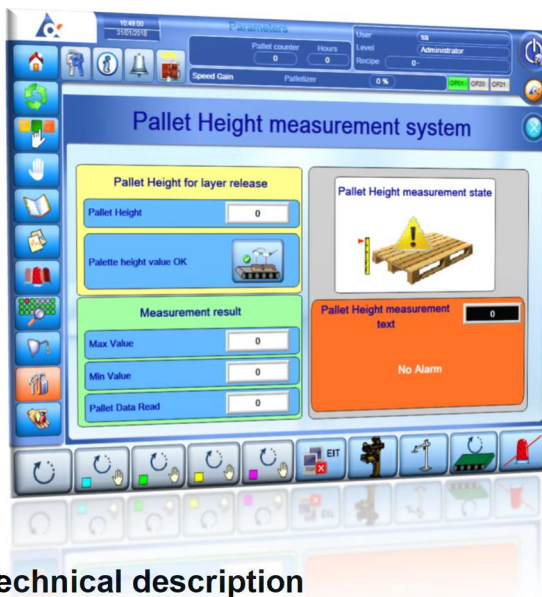 10:49:50
31/01/2018
Parameters
Pallet counter Hours
0 0
User sa
Level Administrator
Recipe 0-
Speed Gain Palletizer 0 %
OP01 OP20 OP21
Pallet Height measurement system
Pallet Height for layer release
Pallet Height 0
Palette height value OK
Measurement result
Max Value 0
Min Value 0
Pallet Data Read 0
Pallet Height measurement state
Pallet Height measurement
text
0
No Alarm
EIT
echnical description